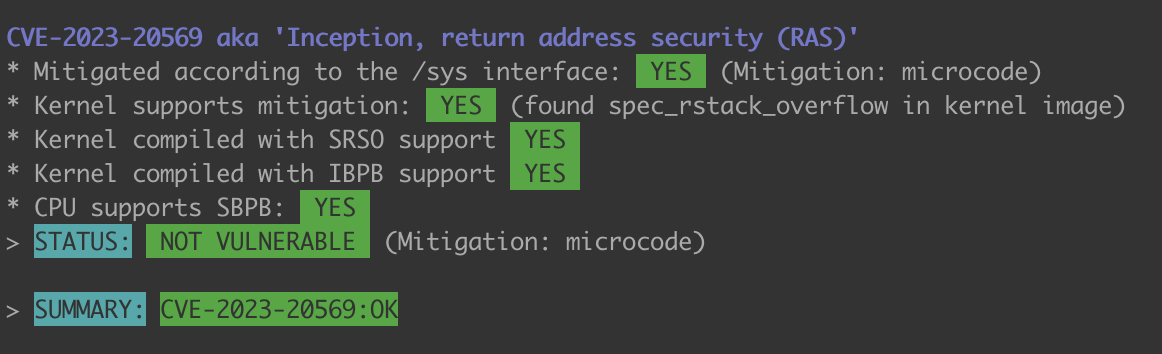 CVE-2023-20569 aka 'Inception, return address security (RAS)'
* Mitigated according to the /sys interface: YES (Mitigation: microcode)
* Kernel supports mitigation: YES (found spec_rstack_overflow in kernel image)
* Kernel compiled with SRSO support YES
* Kernel compiled with IBPB support YES
* CPU supports SBPB: YES
> STATUS: NOT VULNERABLE (Mitigation: microcode)
> SUMMARY: CVE-2023-20569:OK